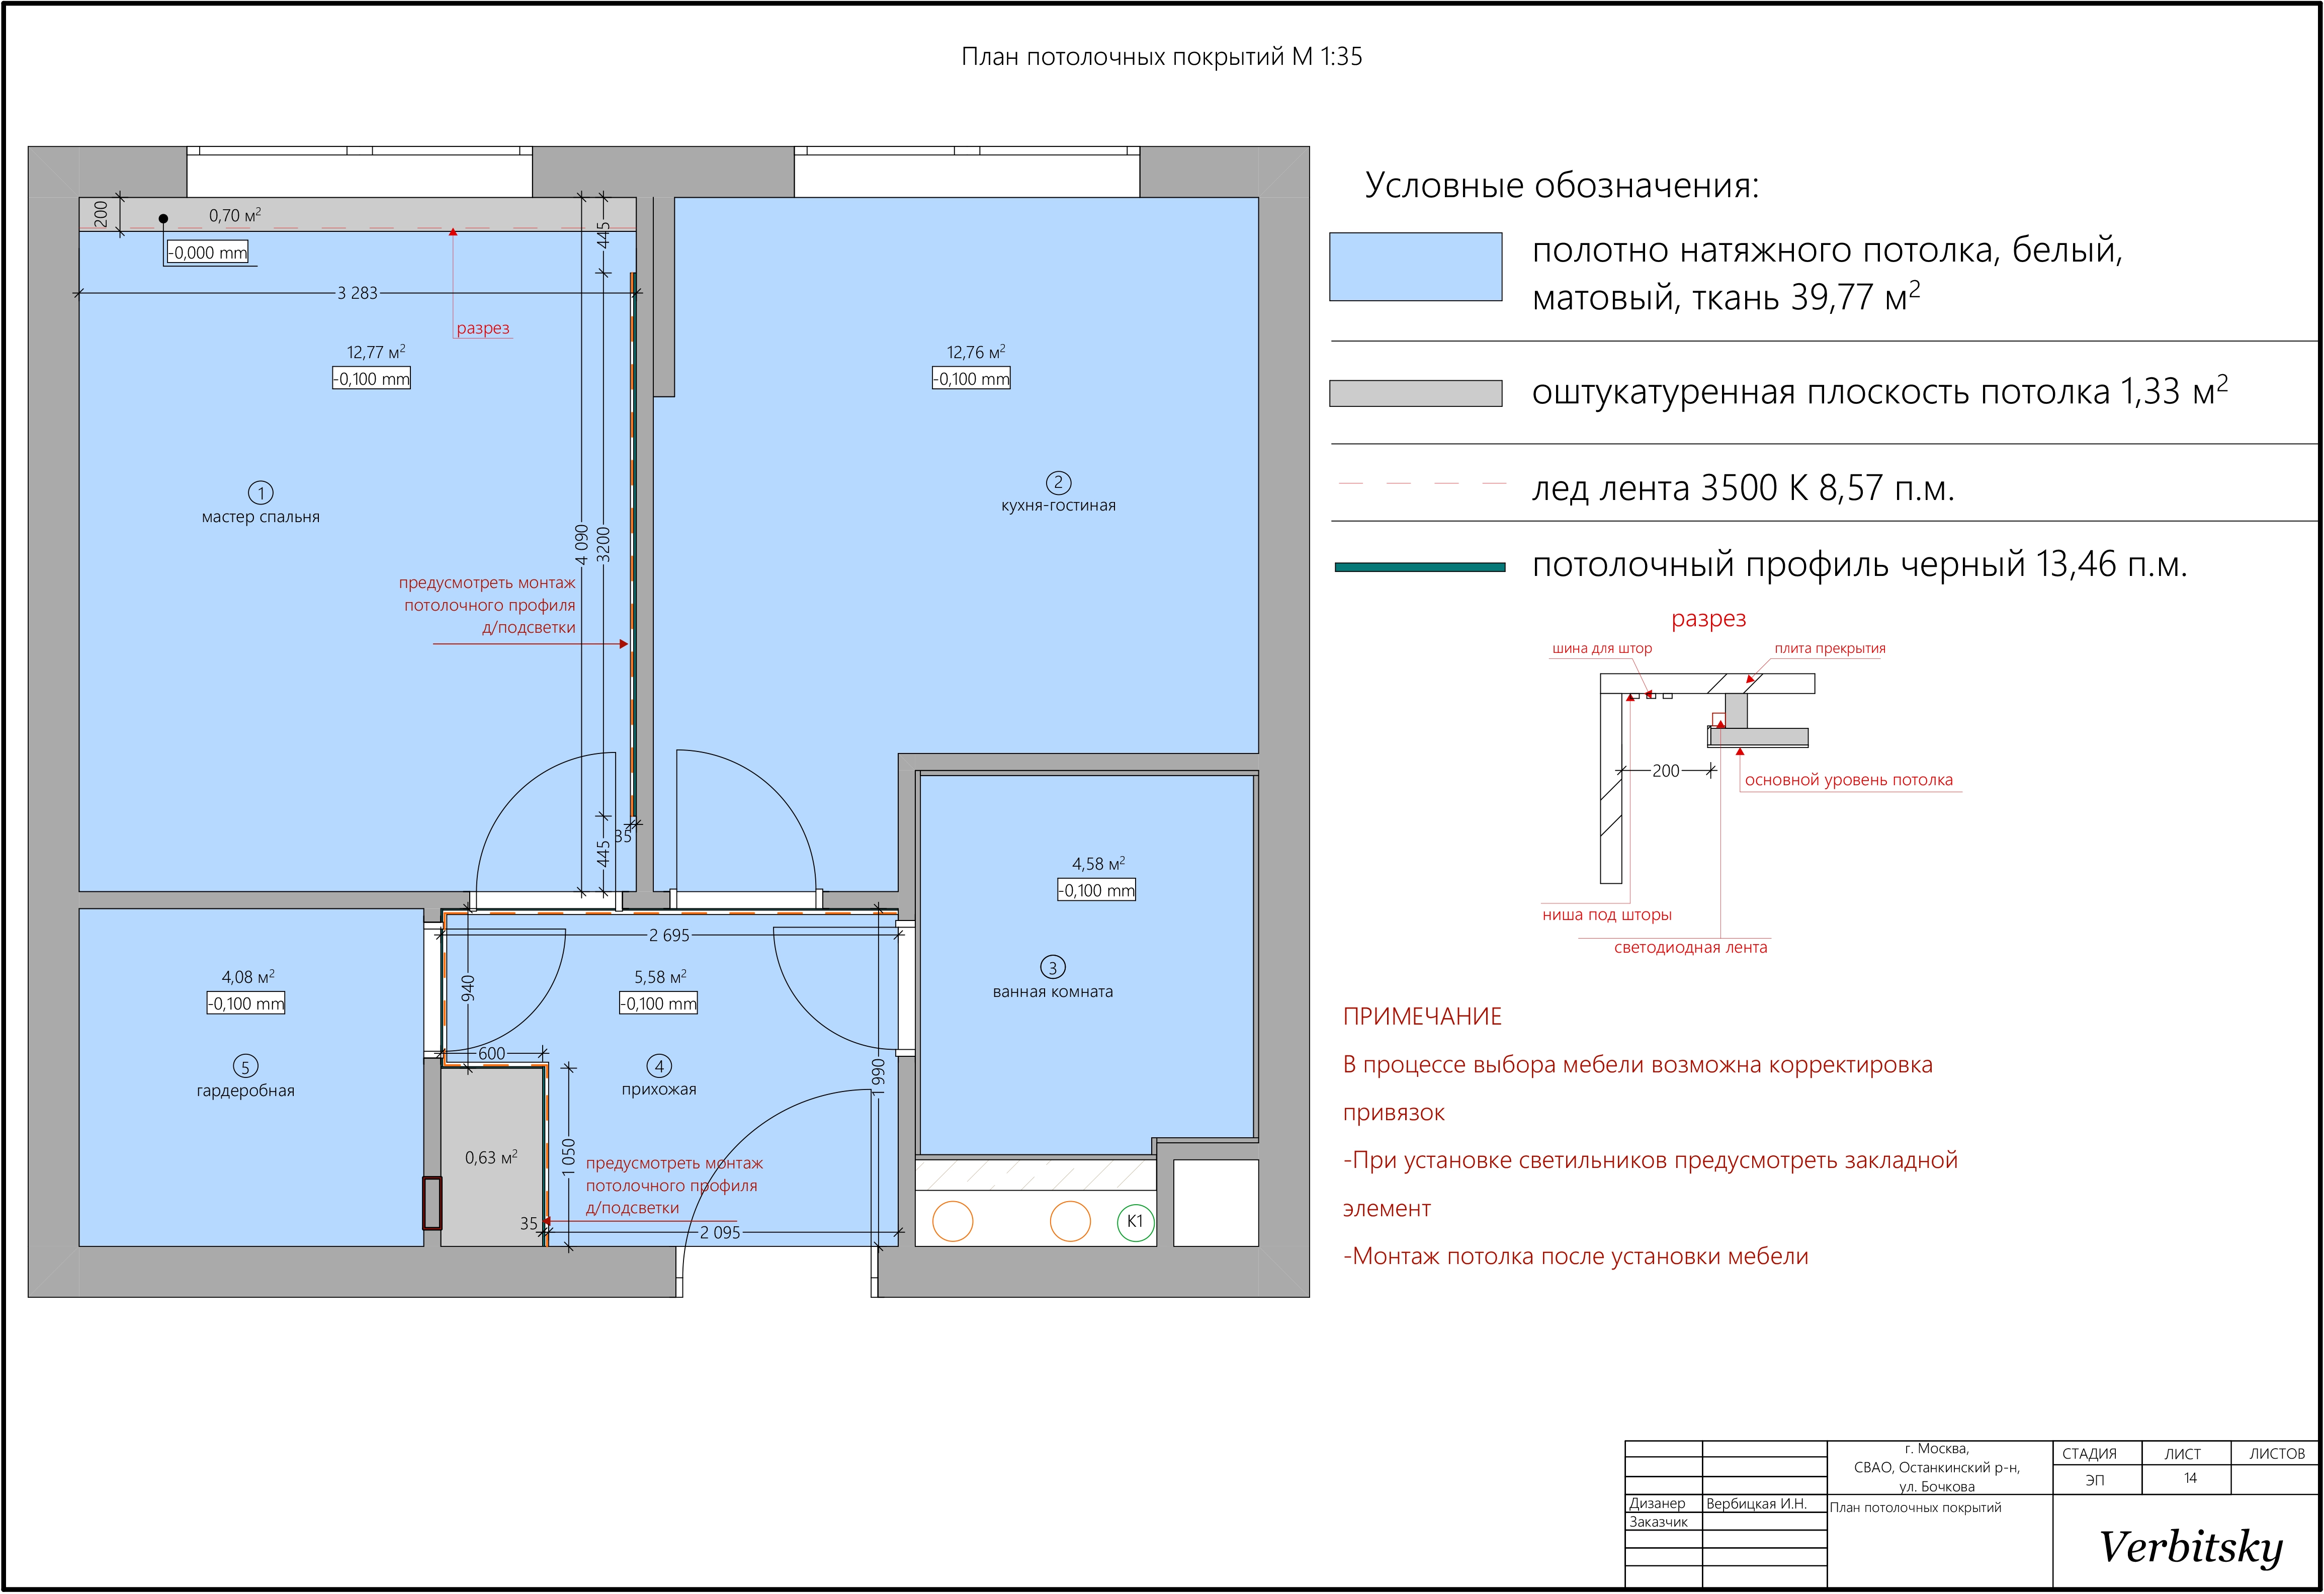 План потолочных покрытий М 1:35
200
0,70 м²
-0,000 mm
3 283
разрез
445
12,77 м²
-0,100 mm
12,76 м²
-0,100 mm
1
мастер спальня
2
кухня-гостиная
4 090
3200
предусмотреть монтаж
потолочного профиля
д/подсветки
35
445
4,58 м²
-0,100 mm
3
ванная комната
2 695
940
4,08 м²
-0,100 mm
5,58 м²
-0,100 mm
600
5
гардеробная
4
прихожая
1 990
1 050
0,63 м²
предусмотреть монтаж
потолочного профиля
д/подсветки
35
2 095
К1
Условные обозначения:
полотно натяжного потолка, белый,
матовый, ткань 39,77 м²
оштукатуренная плоскость потолка 1,33 м²
лед лента 3500 К 8,57 п.м.
потолочный профиль черный 13,46 п.м.
разрез
шина для штор
плита прекрытия
200
основной уровень потолка
ниша под шторы
светодиодная лента
ПРИМЕЧАНИЕ
В процессе выбора мебели возможна корректировка
привязок
-При установке светильников предусмотреть закладной
элемент
-Монтаж потолка после установки мебели
г. Москва,
СВАО, Останкинский р-н,
ул. Бочкова
СТАДИЯ
ЛИСТ
ЛИСТОВ
ЭП
14
Дизанер
Вербицкая И.Н.
План потолочных покрытий
Заказчик
Verbitsky